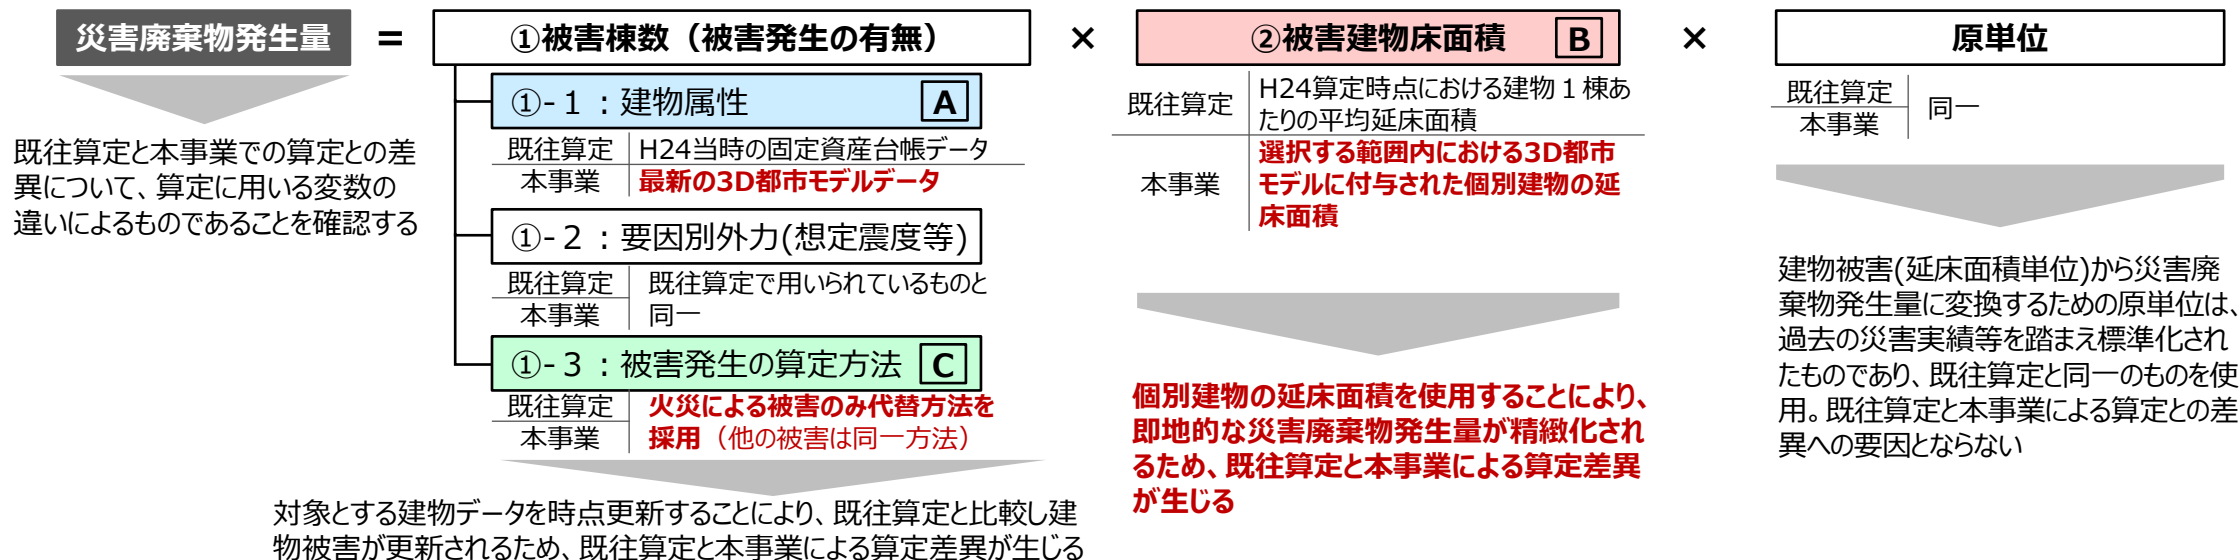 災害廃棄物発生量 = ①被害棟数（被害発生の有無） × ②被害建物床面積 B × 原単位
既往算定と本事業での算定との差
異について、算定に用いる変数の
違いによるものであることを確認する
①-１：建物属性 A
既往算定 H24当時の固定資産台帳データ
本事業 最新の3D都市モデルデータ
①-２：要因別外力(想定震度等)
既往算定 既往算定で用いられているものと
本事業 同一
①-３：被害発生の算定方法 C
既往算定 火災による被害のみ代替方法を
本事業 採用（他の被害は同一方法）
対象とする建物データを時点更新することにより、既往算定と比較し建
物被害が更新されるため、既往算定と本事業による算定差異が生じる
既往算定
H24算定時点における建物１棟あ
たりの平均延床面積
本事業
選択する範囲内における3D都市
モデルに付与された個別建物の延
床面積
個別建物の延床面積を使用することにより、
即地的な災害廃棄物発生量が精緻化され
るため、既往算定と本事業による算定差異
が生じる
既往算定
本事業
同一
建物被害(延床面積単位)から災害廃
棄物発生量に変換するための原単位は、
過去の災害実績等を踏まえ標準化され
たものであり、既往算定と同一のものを使
用。既往算定と本事業による算定との差
異への要因とならない